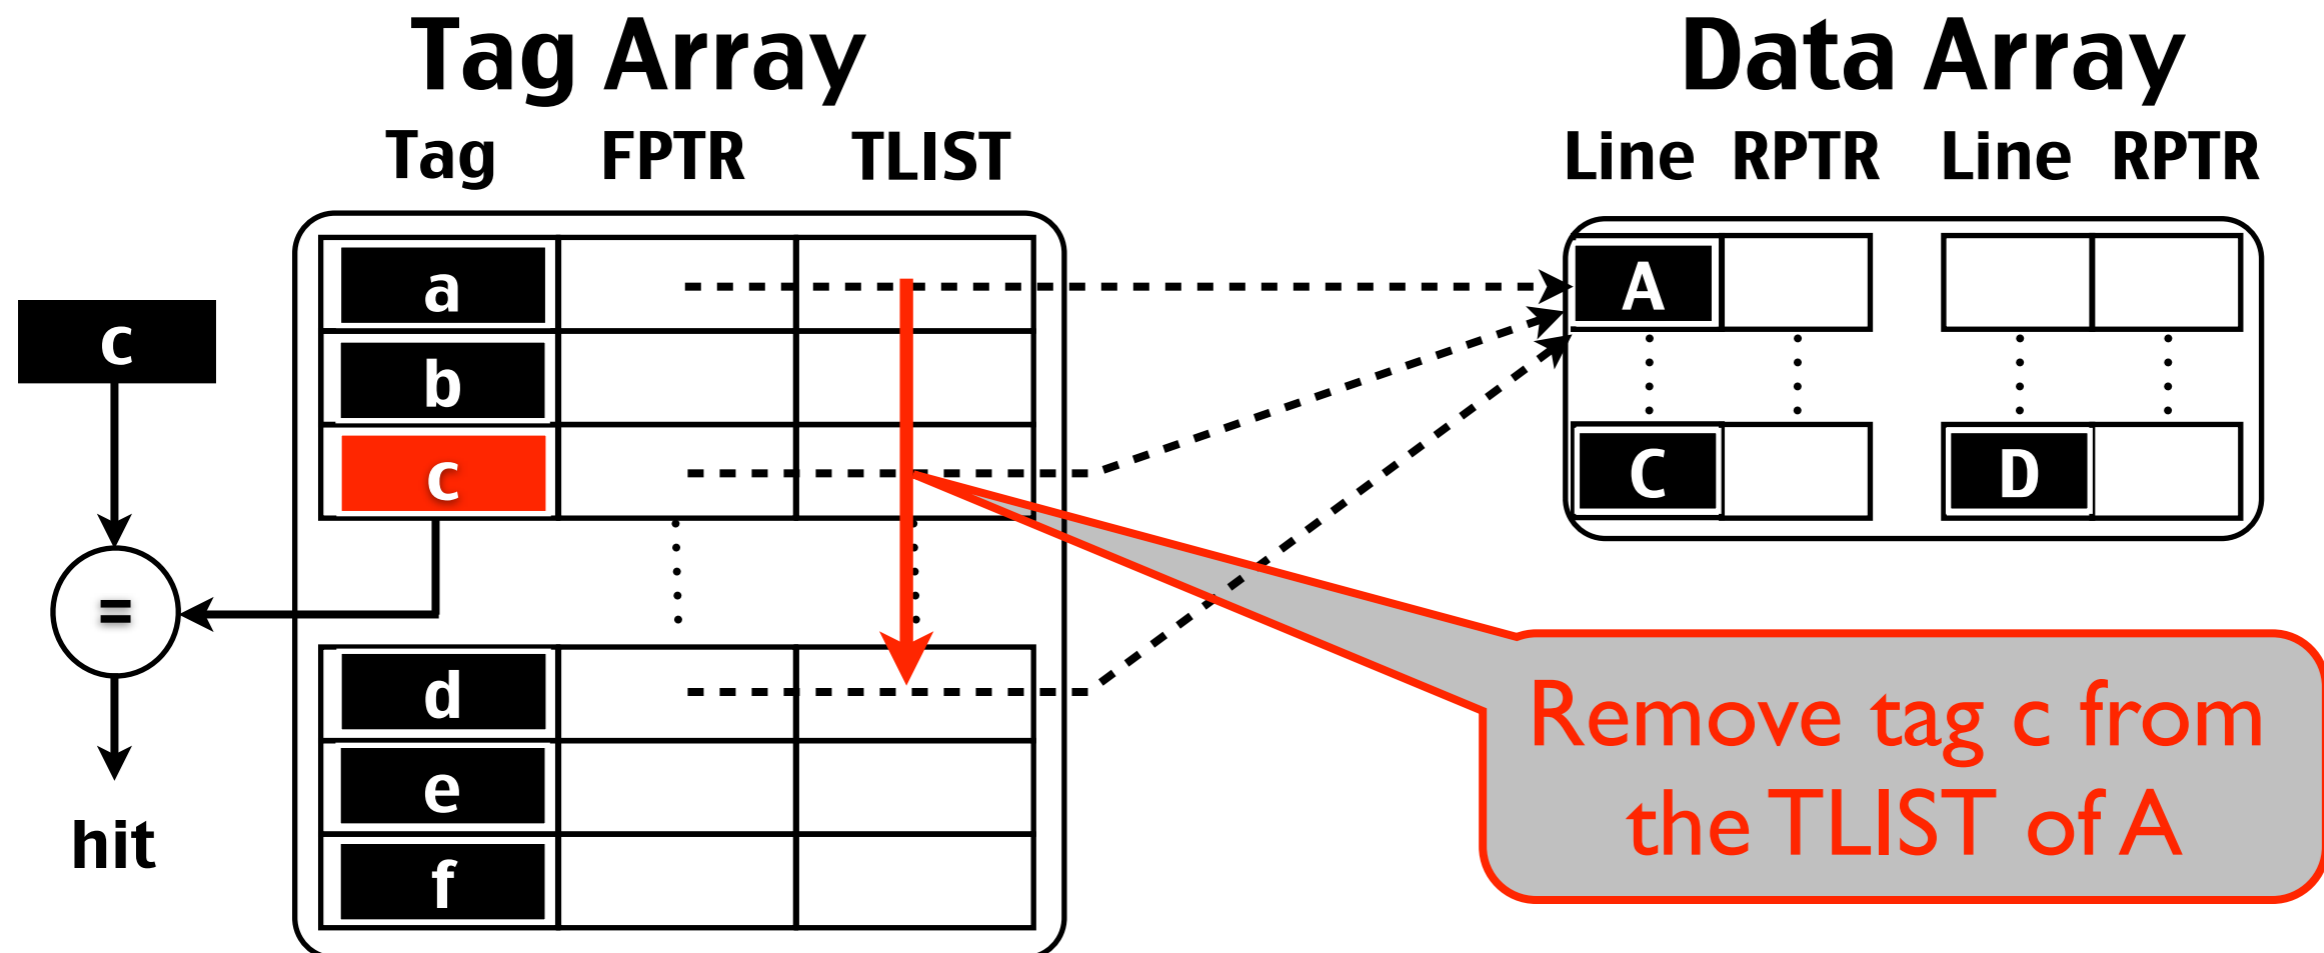 Tag Array
Data Array
Tag FPTR TLIST
Line RPTR Line RPTR
a
A
c
b
c
C
D
=
d
e
f
hit
Remove tag c from
the TLIST of A